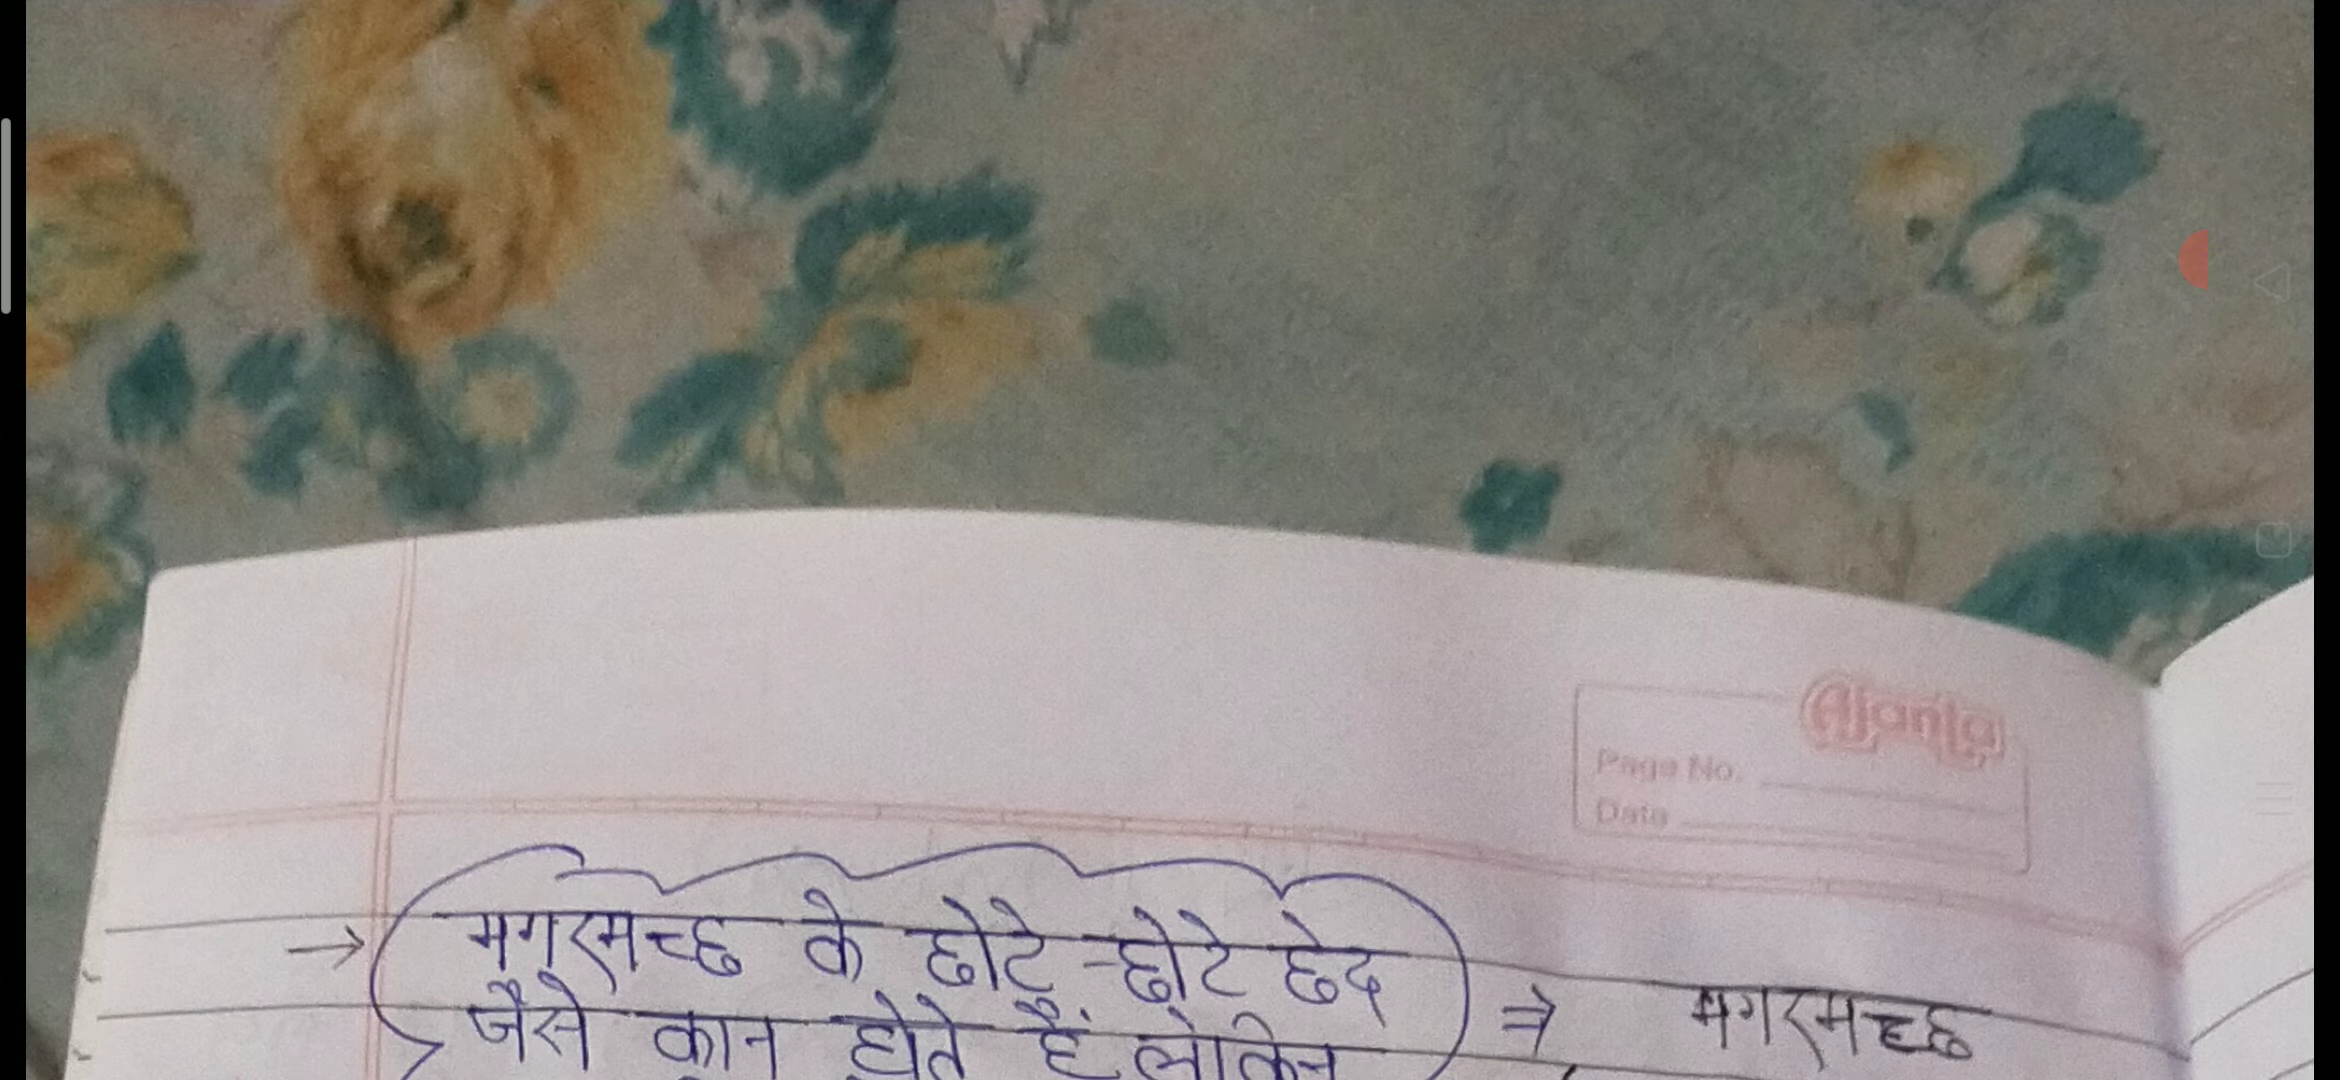 Ajanta
Page No.
Date
→ मगरमच्छ के छोटे-छोटे छेद
जैसे कान होते हैं लेकिन ⇒ मगरमच्छ